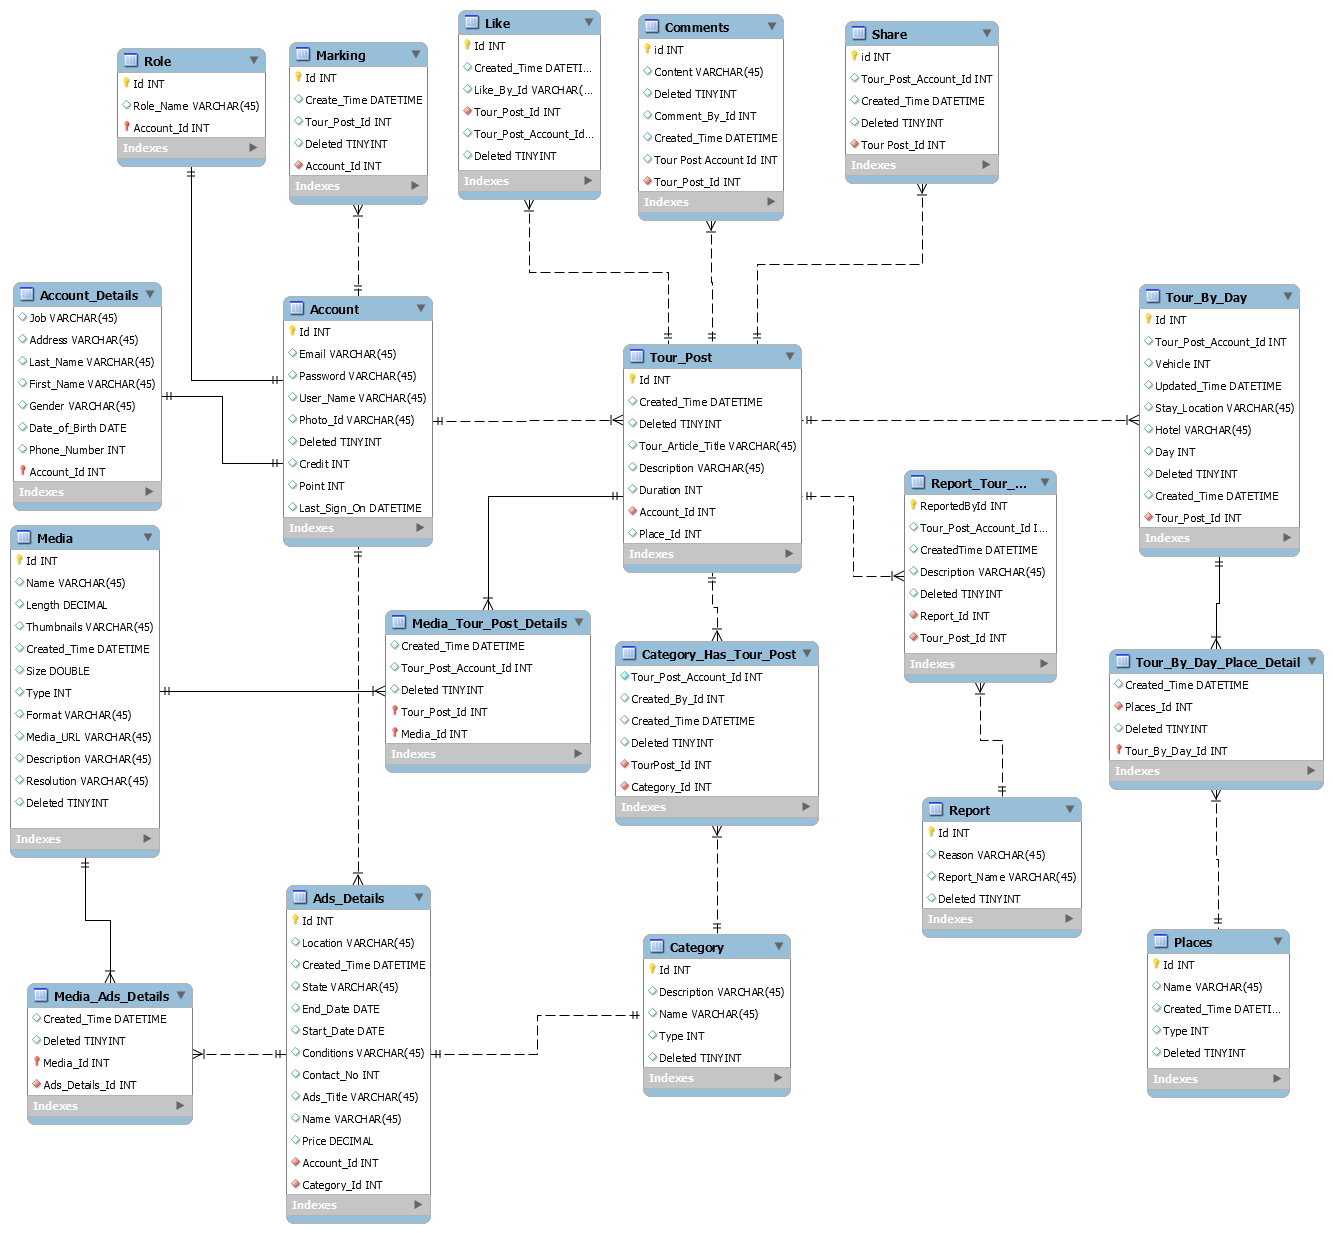 Role
Id INT
Role_Name VARCHAR(45)
Account_Id INT
Indexes
Marking
Id INT
Create_Time DATETIME
Tour_Post_Id INT
Deleted TINYINT
Account_Id INT
Indexes
Like
Id INT
Created_Time DATETI...
Like_By_Id VARCHAR(...
Tour_Post_Id INT
Tour_Post_Account_Id...
Deleted TINYINT
Indexes
Comments
id INT
Content VARCHAR(45)
Deleted TINYINT
Comment_By_Id INT
Created_Time DATETIME
Tour Post Account Id INT
Tour_Post_Id INT
Indexes
Share
id INT
Tour_Post_Account_Id INT
Created_Time DATETIME
Deleted TINYINT
Tour Post_Id INT
Indexes
Account_Details
Job VARCHAR(45)
Address VARCHAR(45)
Last_Name VARCHAR(45)
First_Name VARCHAR(45)
Gender VARCHAR(45)
Date_of_Birth DATE
Phone_Number INT
Account_Id INT
Indexes
Account
Id INT
Email VARCHAR(45)
Password VARCHAR(45)
User_Name VARCHAR(45)
Photo_Id VARCHAR(45)
Deleted TINYINT
Credit INT
Point INT
Last_Sign_On DATETIME
Indexes
Tour_Post
Id INT
Created_Time DATETIME
Deleted TINYINT
Tour_Article_Title VARCHAR(45)
Description VARCHAR(45)
Duration INT
Account_Id INT
Place_Id INT
Indexes
Tour_By_Day
Id INT
Tour_Post_Account_Id INT
Vehicle INT
Updated_Time DATETIME
Stay_Location VARCHAR(45)
Hotel VARCHAR(45)
Day INT
Deleted TINYINT
Created_Time DATETIME
Tour_Post_Id INT
Indexes
Report_Tour_...
ReportedById INT
Tour_Post_Account_Id I...
CreatedTime DATETIME
Description VARCHAR(45)
Deleted TINYINT
Report_Id INT
Tour_Post_Id INT
Indexes
Media
Id INT
Name VARCHAR(45)
Length DECIMAL
Thumbnails VARCHAR(45)
Created_Time DATETIME
Size DOUBLE
Type INT
Format VARCHAR(45)
Media_URL VARCHAR(45)
Description VARCHAR(45)
Resolution VARCHAR(45)
Deleted TINYINT
Indexes
Media_Tour_Post_Details
Created_Time DATETIME
Tour_Post_Account_Id INT
Deleted TINYINT
Tour_Post_Id INT
Media_Id INT
Indexes
Category_Has_Tour_Post
Tour_Post_Account_Id INT
Created_By_Id INT
Created_Time DATETIME
Deleted TINYINT
TourPost_Id INT
Category_Id INT
Indexes
Tour_By_Day_Place_Detail
Created_Time DATETIME
Places_Id INT
Deleted TINYINT
Tour_By_Day_Id INT
Indexes
Report
Id INT
Reason VARCHAR(45)
Report_Name VARCHAR(45)
Deleted TINYINT
Indexes
Ads_Details
Id INT
Location VARCHAR(45)
Created_Time DATETIME
State VARCHAR(45)
End_Date DATE
Start_Date DATE
Conditions VARCHAR(45)
Contact_No INT
Ads_Title VARCHAR(45)
Name VARCHAR(45)
Price DECIMAL
Account_Id INT
Category_Id INT
Indexes
Category
Id INT
Description VARCHAR(45)
Name VARCHAR(45)
Type INT
Deleted TINYINT
Indexes
Places
Id INT
Name VARCHAR(45)
Created_Time DATETI...
Type INT
Deleted TINYINT
Indexes
Media_Ads_Details
Created_Time DATETIME
Deleted TINYINT
Media_Id INT
Ads_Details_Id INT
Indexes